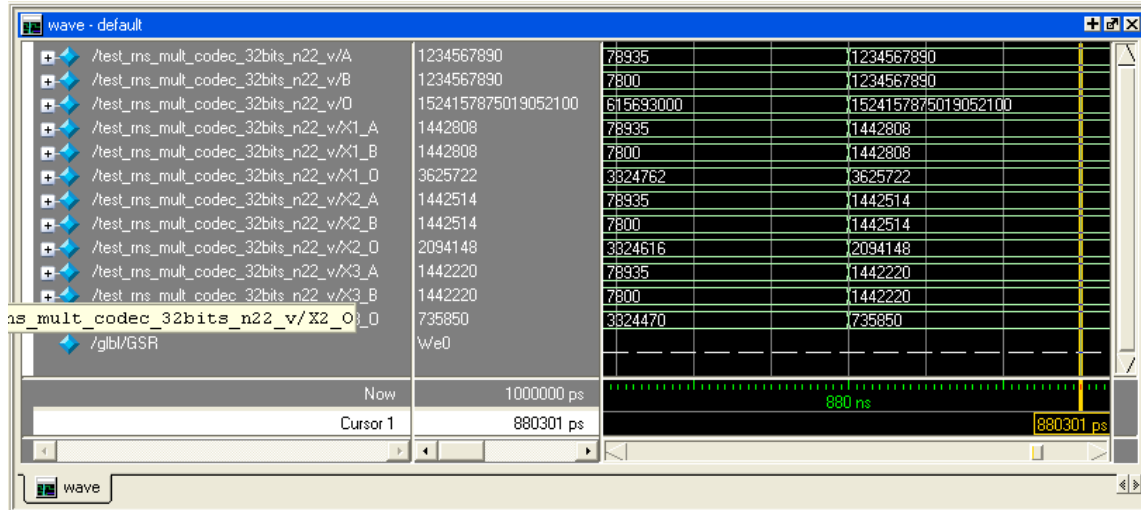 wave - default
/test_rns_mult_codec_32bits_n22_v/A 1234567890 78935 1234567890
/test_rns_mult_codec_32bits_n22_v/B 1234567890 7800 1234567890
/test_rns_mult_codec_32bits_n22_v/O 1524157875019052100 615693000 1524157875019052100
/test_rns_mult_codec_32bits_n22_v/X1_A 1442808 78935 1442808
/test_rns_mult_codec_32bits_n22_v/X1_B 1442808 7800 1442808
/test_rns_mult_codec_32bits_n22_v/X1_O 3625722 3324762 3625722
/test_rns_mult_codec_32bits_n22_v/X2_A 1442514 78935 1442514
/test_rns_mult_codec_32bits_n22_v/X2_B 1442514 7800 1442514
/test_rns_mult_codec_32bits_n22_v/X2_O 2094148 3324616 2094148
/test_rns_mult_codec_32bits_n22_v/X3_A 1442220 78935 1442220
/test_rns_mult_codec_32bits_n22_v/X3_B 1442220 7800 1442220
ns_mult_codec_32bits_n22_v/X2_O 3_O 735850 3324470 735850
/glbl/GSR We0
Now 1000000 ps 880 ns
Cursor 1 880301 ps 880301 ps
wave